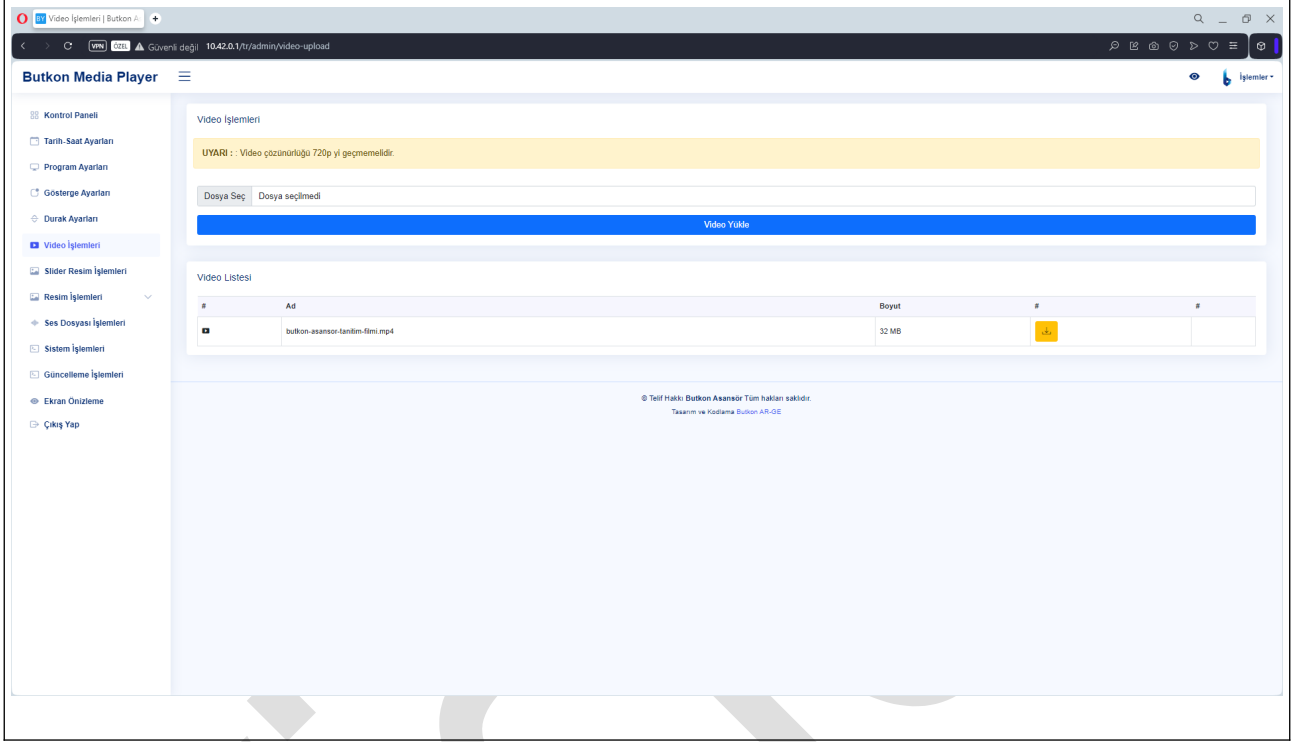 Video İşlemleri | Butkon A
VPN ÖZEL Güvenli değil 10.42.0.1/tr/admin/video-upload
Butkon Media Player
İşlemler
Kontrol Paneli
Tarih-Saat Ayarları
Program Ayarları
Gösterge Ayarları
Durak Ayarları
Video İşlemleri
Slider Resim İşlemleri
Resim İşlemleri
Ses Dosyası İşlemleri
Sistem İşlemleri
Güncelleme İşlemleri
Ekran Önizleme
Çıkış Yap
Video İşlemleri
UYARI : : Video çözünürlüğü 720p yi geçmemelidir.
Dosya Seç Dosya seçilmedi
Video Yükle
Video Listesi
# Ad Boyut # #
butkon-asansor-tanitim-filmi.mp4 32 MB
© Telif Hakkı Butkon Asansör Tüm hakları saklıdır.
Tasarım ve Kodlama Butkon AR-GE